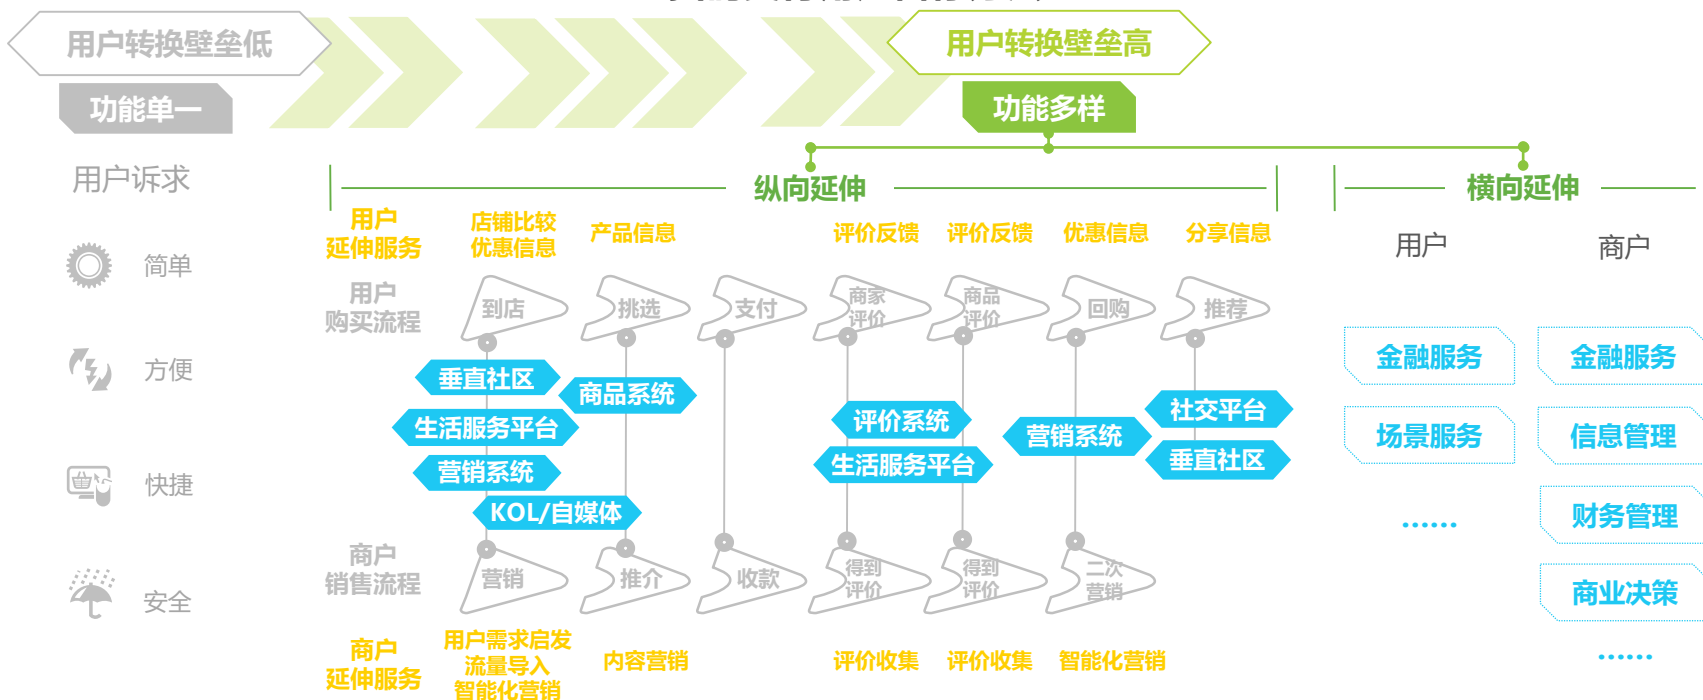 用户转换壁垒低
用户转换壁垒高
功能单一
功能多样
用户诉求
简单
方便
快捷
安全
纵向延伸
横向延伸
用户
延伸服务
店铺比较
优惠信息
产品信息
评价反馈
评价反馈
优惠信息
分享信息
用户
购买流程
到店
挑选
支付
商家
评价
商品
评价
回购
推荐
垂直社区
生活服务平台
营销系统
KOL/自媒体
商品系统
评价系统
生活服务平台
营销系统
社交平台
垂直社区
商户
销售流程
营销
推介
收款
得到
评价
得到
评价
二次
营销
商户
延伸服务
用户需求启发
流量导入
智能化营销
内容营销
评价收集
评价收集
智能化营销
用户
金融服务
场景服务
......
商户
金融服务
信息管理
财务管理
商业决策
......